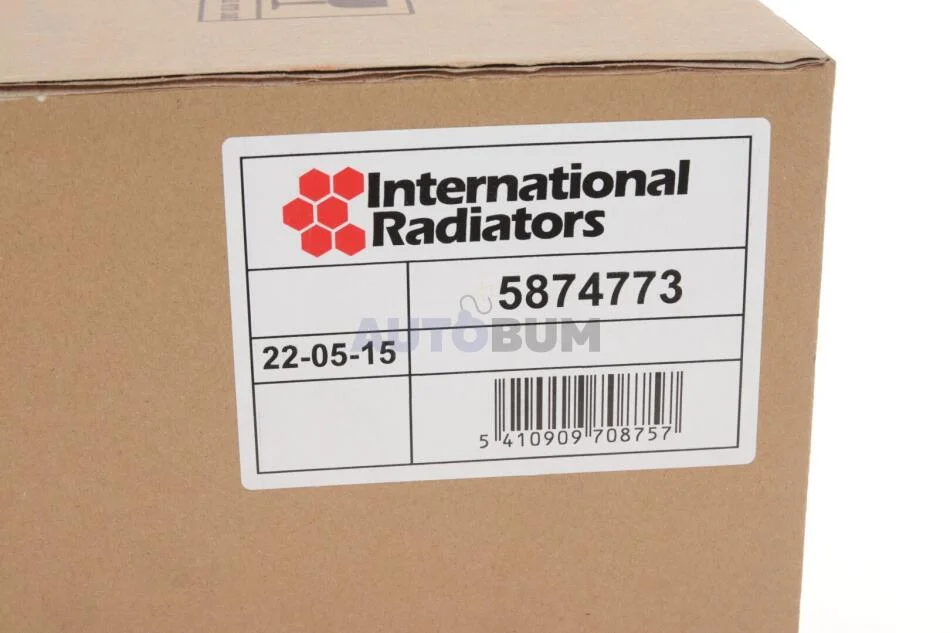 International
Radiators
5874773
AUTOBUM
22-05-15
5 410909 708757